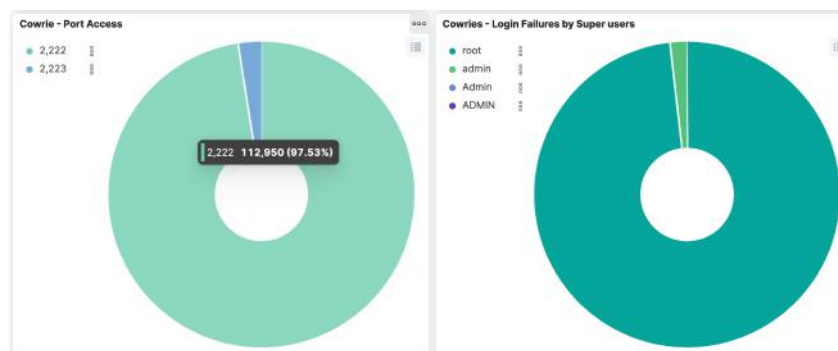 Cowrie - Port Access
2,222
2,223
2,222 112,950 (97.53%)
Cowries - Login Failures by Super users
root
admin
Admin
ADMIN